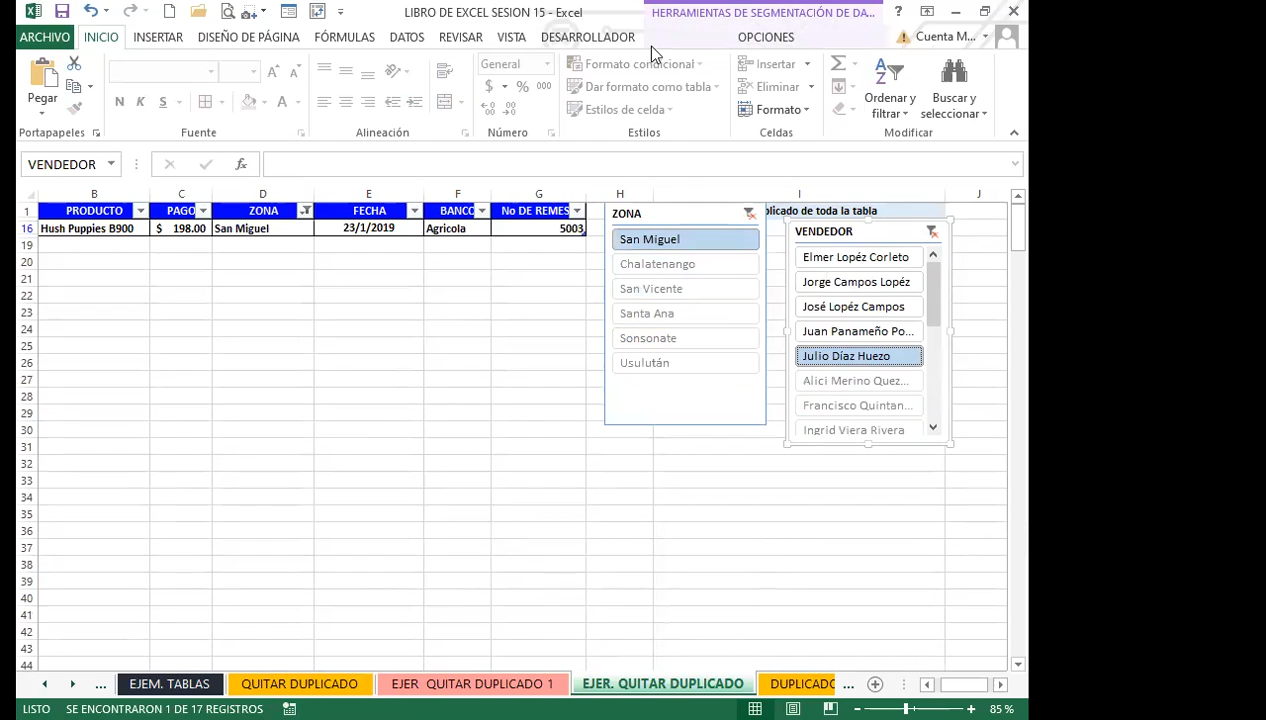 LIBRO DE EXCEL SESION 15 - Excel
HERRAMIENTAS DE SEGMENTACIÓN DE DA...
?
ARCHIVO INICIO INSERTAR DISEÑO DE PÁGINA FÓRMULAS DATOS REVISAR VISTA DESARROLLADOR OPCIONES Cuenta M...
Pegar
N K S A
General
$ % 000
Formato condicional
Dar formato como tabla
Estilos de celda
Insertar
Eliminar
Formato
Ordenar y
filtrar
Buscar y
seleccionar
Portapapeles Fuente Alineación Número Estilos Celdas Modificar
VENDEDOR fx
B C D E F G H I J
1 PRODUCTO PAGO ZONA FECHA BANCO No DE REMES
16 Hush Puppies B900 $ 198.00 San Miguel 23/1/2019 Agricola 5003
19
20
21
22
23
24
25
26
27
28
29
30
31
32
33
34
35
36
37
38
39
40
41
42
43
44
plicado de toda la tabla
ZONA
San Miguel
Chalatenango
San Vicente
Santa Ana
Sonsonate
Usulután
VENDEDOR
Elmer Lopéz Corleto
Jorge Campos Lopéz
José Lopéz Campos
Juan Panameño Po...
Julio Díaz Huezo
Alici Merino Quez...
Francisco Quintan...
Ingrid Viera Rivera
... EJEM. TABLAS QUITAR DUPLICADO EJER QUITAR DUPLICADO 1 EJER. QUITAR DUPLICADO DUPLICADO ...
LISTO SE ENCONTRARON 1 DE 17 REGISTROS 85 %